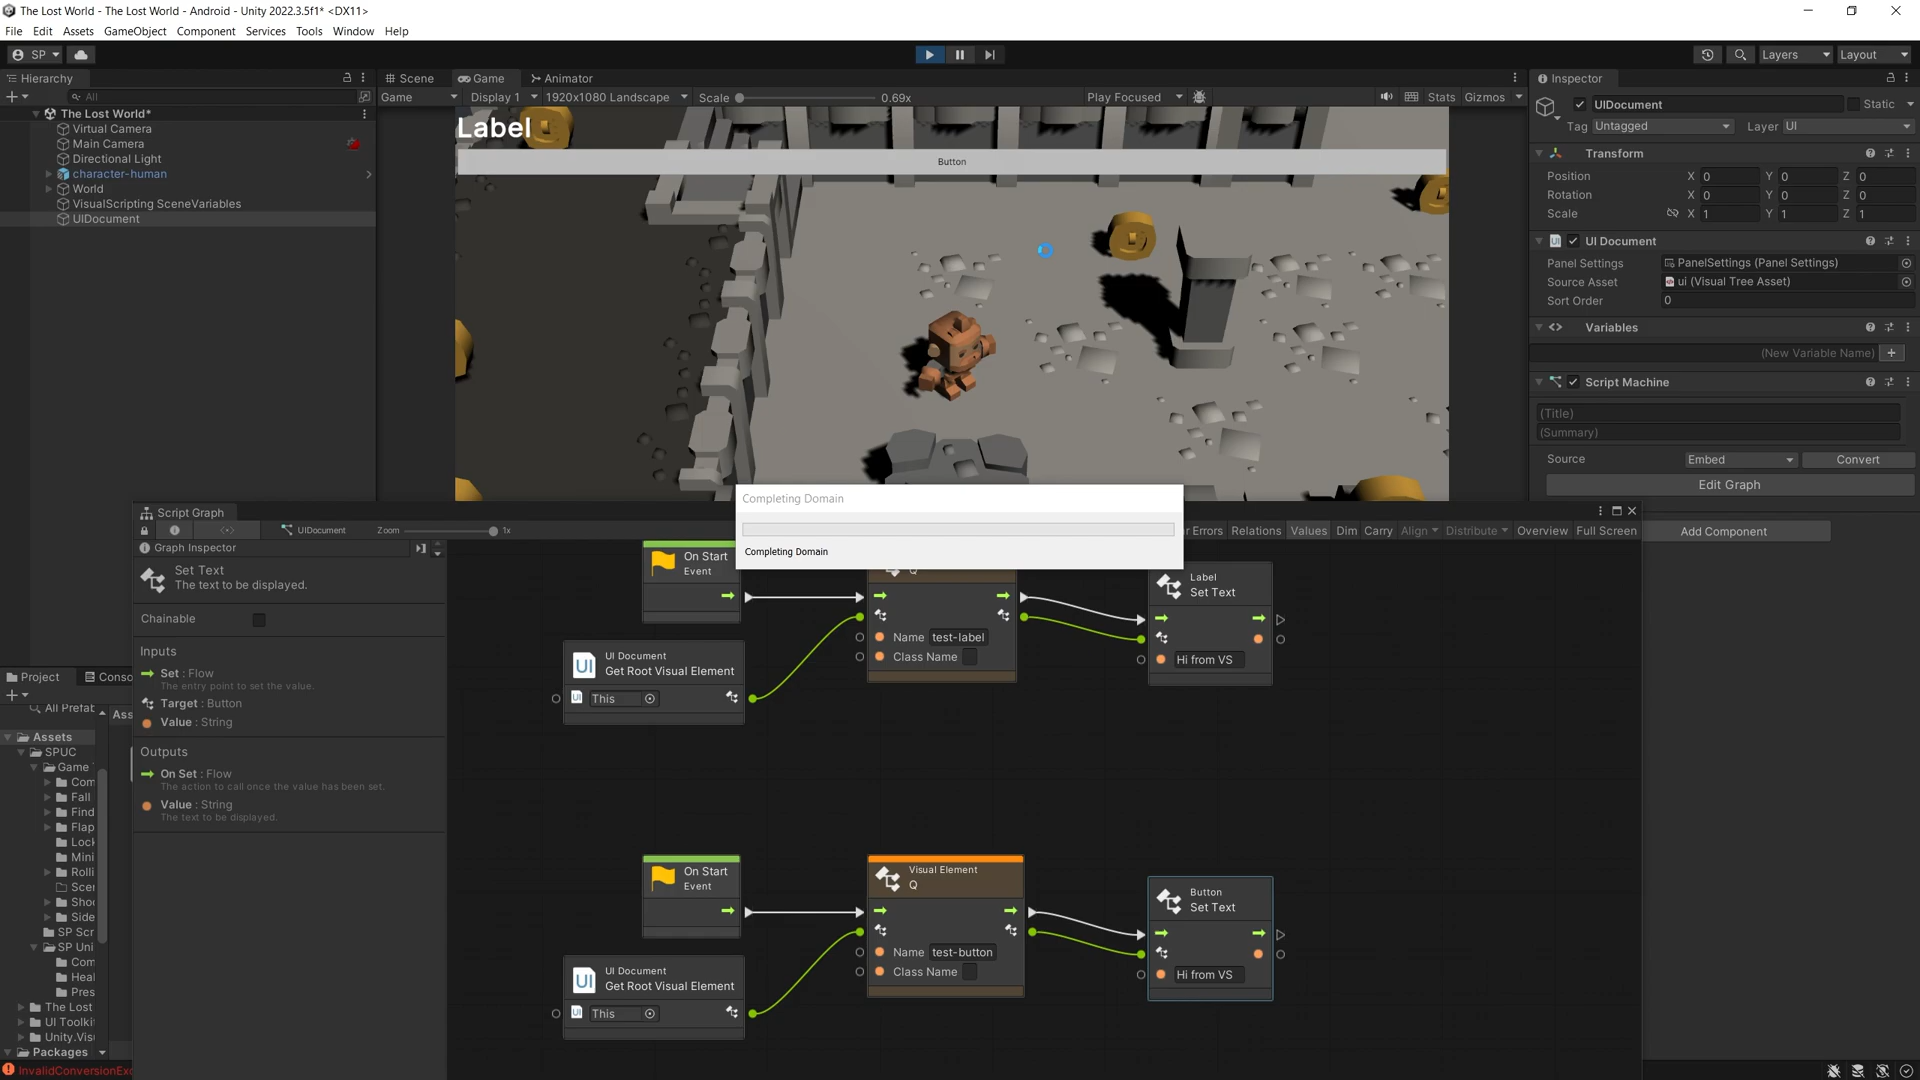 The Lost World - The Lost World - Android - Unity 2022.3.5f1* <DX11>
File Edit Assets GameObject Component Services Tools Window Help
SP
Layers
Layout
Hierarchy
Scene
Game
Animator
Inspector
All
Game
Display 1
1920x1080 Landscape
Scale
0.69x
Play Focused
Stats
Gizmos
The Lost World*
Virtual Camera
Main Camera
Directional Light
character-human
World
VisualScripting SceneVariables
UIDocument
Label
Button
UIDocument
Static
Tag Untagged
Layer UI
Transform
Position X 0 Y 0 Z 0
Rotation X 0 Y 0 Z 0
Scale X 1 Y 1 Z 1
UI Document
Panel Settings PanelSettings (Panel Settings)
Source Asset ui (Visual Tree Asset)
Sort Order 0
Variables
(New Variable Name)
Script Machine
(Title)
(Summary)
Source Embed Convert
Edit Graph
Add Component
Completing Domain
Completing Domain
Script Graph
UIDocument
Zoom
1x
Errors Relations Values Dim Carry Align Distribute Overview Full Screen
Graph Inspector
Set Text
The text to be displayed.
Chainable
Inputs
Set : Flow
The entry point to set the value.
Target : Button
Value : String
Outputs
On Set : Flow
The action to call once the value has been set.
Value : String
The text to be displayed.
On Start
Event
UI Document
Get Root Visual Element
This
Q
Name test-label
Class Name
Label
Set Text
Hi from VS
On Start
Event
UI Document
Get Root Visual Element
This
Visual Element
Q
Name test-button
Class Name
Button
Set Text
Hi from VS
Project
Conso
All Prefab
Ass
Assets
SPUC
Game
Com
Fall
Find
Flap
Lock
Mini
Rolli
Scen
Shoo
Side
SP Scr
SP Uni
Com
Heal
Pres
The Lost
UI Toolki
Unity.Visu
Packages
InvalidConversionExc